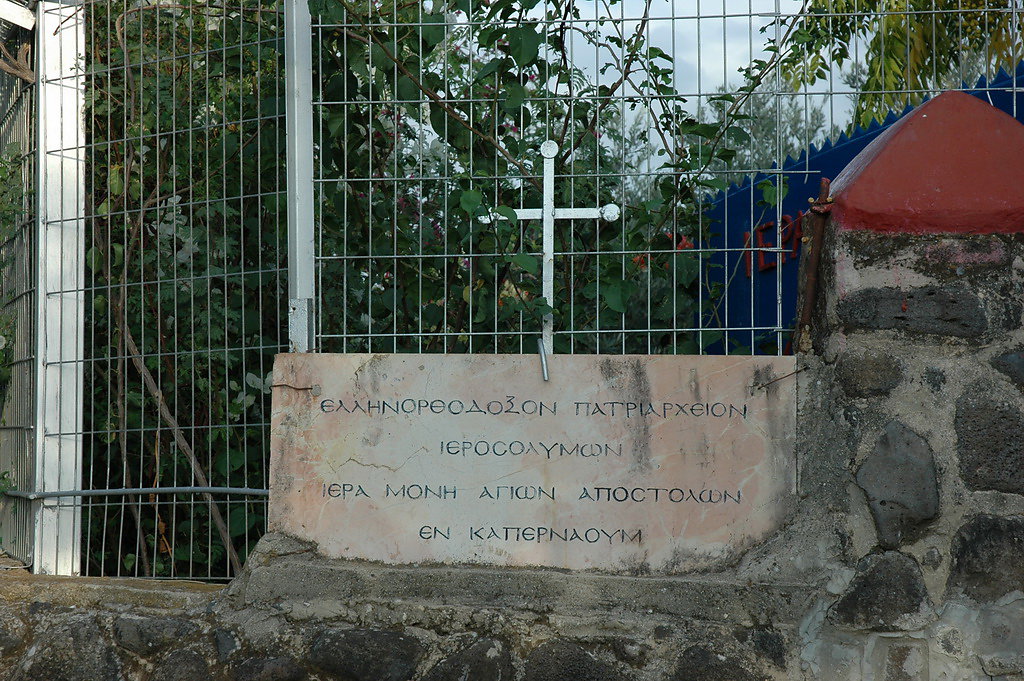 ΕΛΛΗΝΟΡΘΟΔΟΞΟΝ ΠΑΤΡΙΑΡΧΕΙΟΝ
ΙΕΡΟϹΟΛΥΜΩΝ
ΙΕΡΑ ΜΟΝΗ ΑΓΙΩΝ ΑΠΟϹΤΟΛΩΝ
ΕΝ ΚΑΠΕΡΝΑΟΥΜ